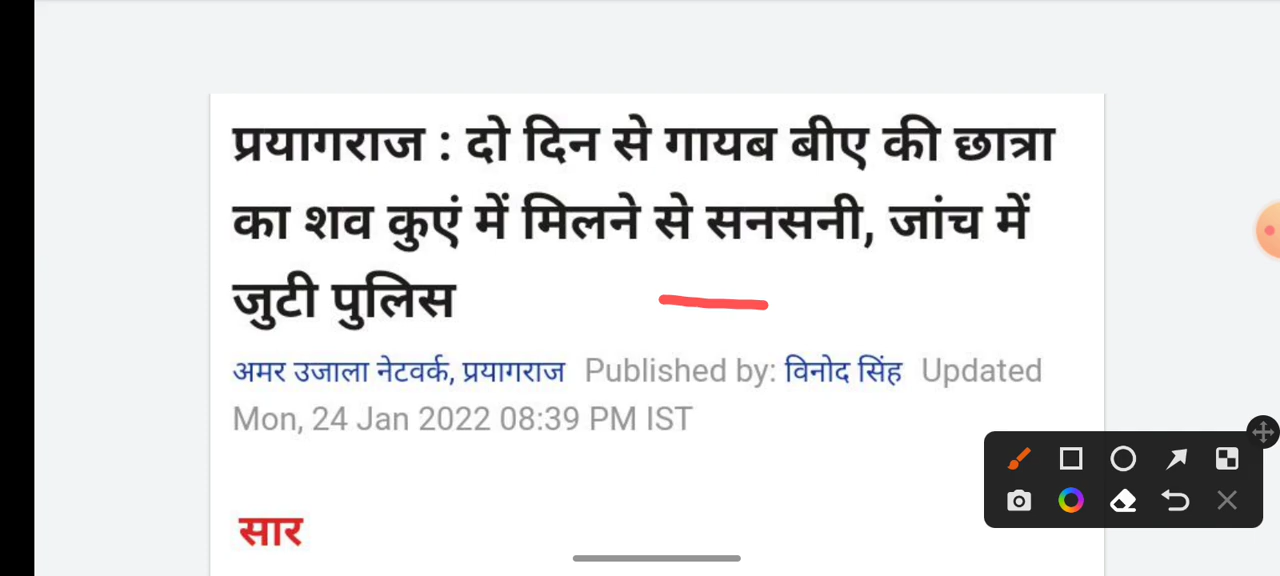 प्रयागराज : दो दिन से गायब बीए की छात्रा
का शव कुएं में मिलने से सनसनी, जांच में
जुटी पुलिस
अमर उजाला नेटवर्क, प्रयागराज Published by: विनोद सिंह Updated
Mon, 24 Jan 2022 08:39 PM IST
सार